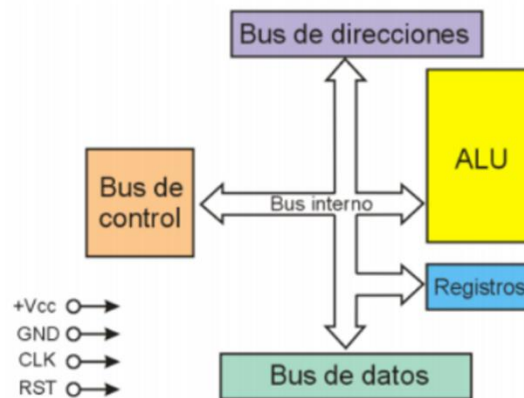 Bus de direcciones
ALU
Bus de
control
Bus interno
Registros
+Vcc
GND
CLK
RST
Bus de datos